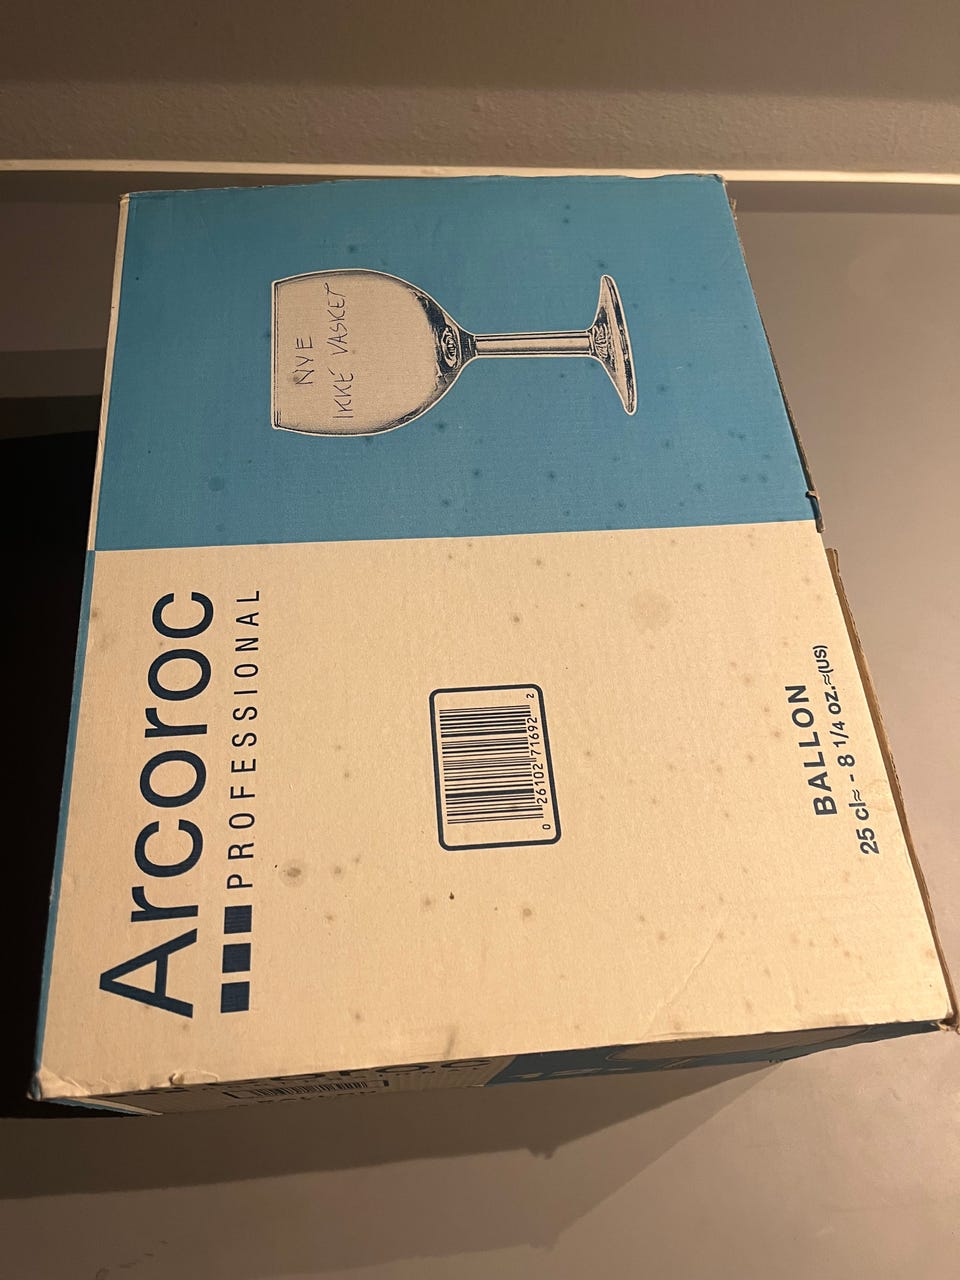 NYE
IKKE VASKET
Arcoroc
PROFESSIONAL
0 26102 71692 2
BALLON
25 cl≈ - 8 1/4 oz.≈(US)